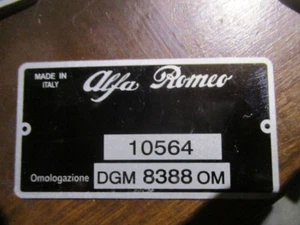 MADE IN
ITALY
Alfa Romeo
10564
Omologazione DGM 8388 OM